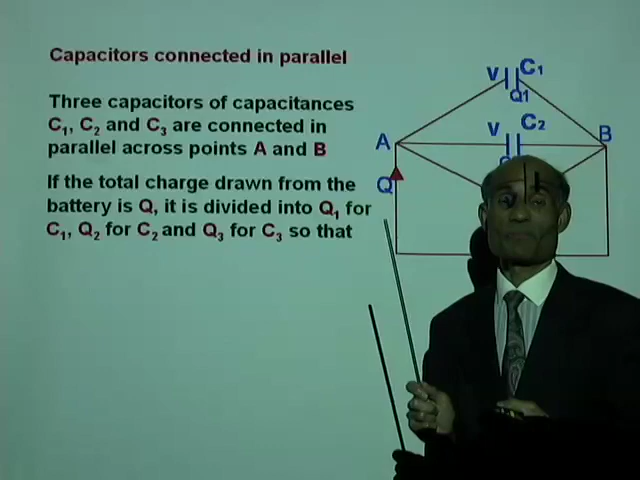 Capacitors connected in parallel
Three capacitors of capacitances
C1, C2 and C3 are connected in
parallel across points A and B
If the total charge drawn from the
battery is Q, it is divided into Q1 for
C1, Q2 for C2 and Q3 for C3 so that
V C1
Q1
V C2
A
B
Q